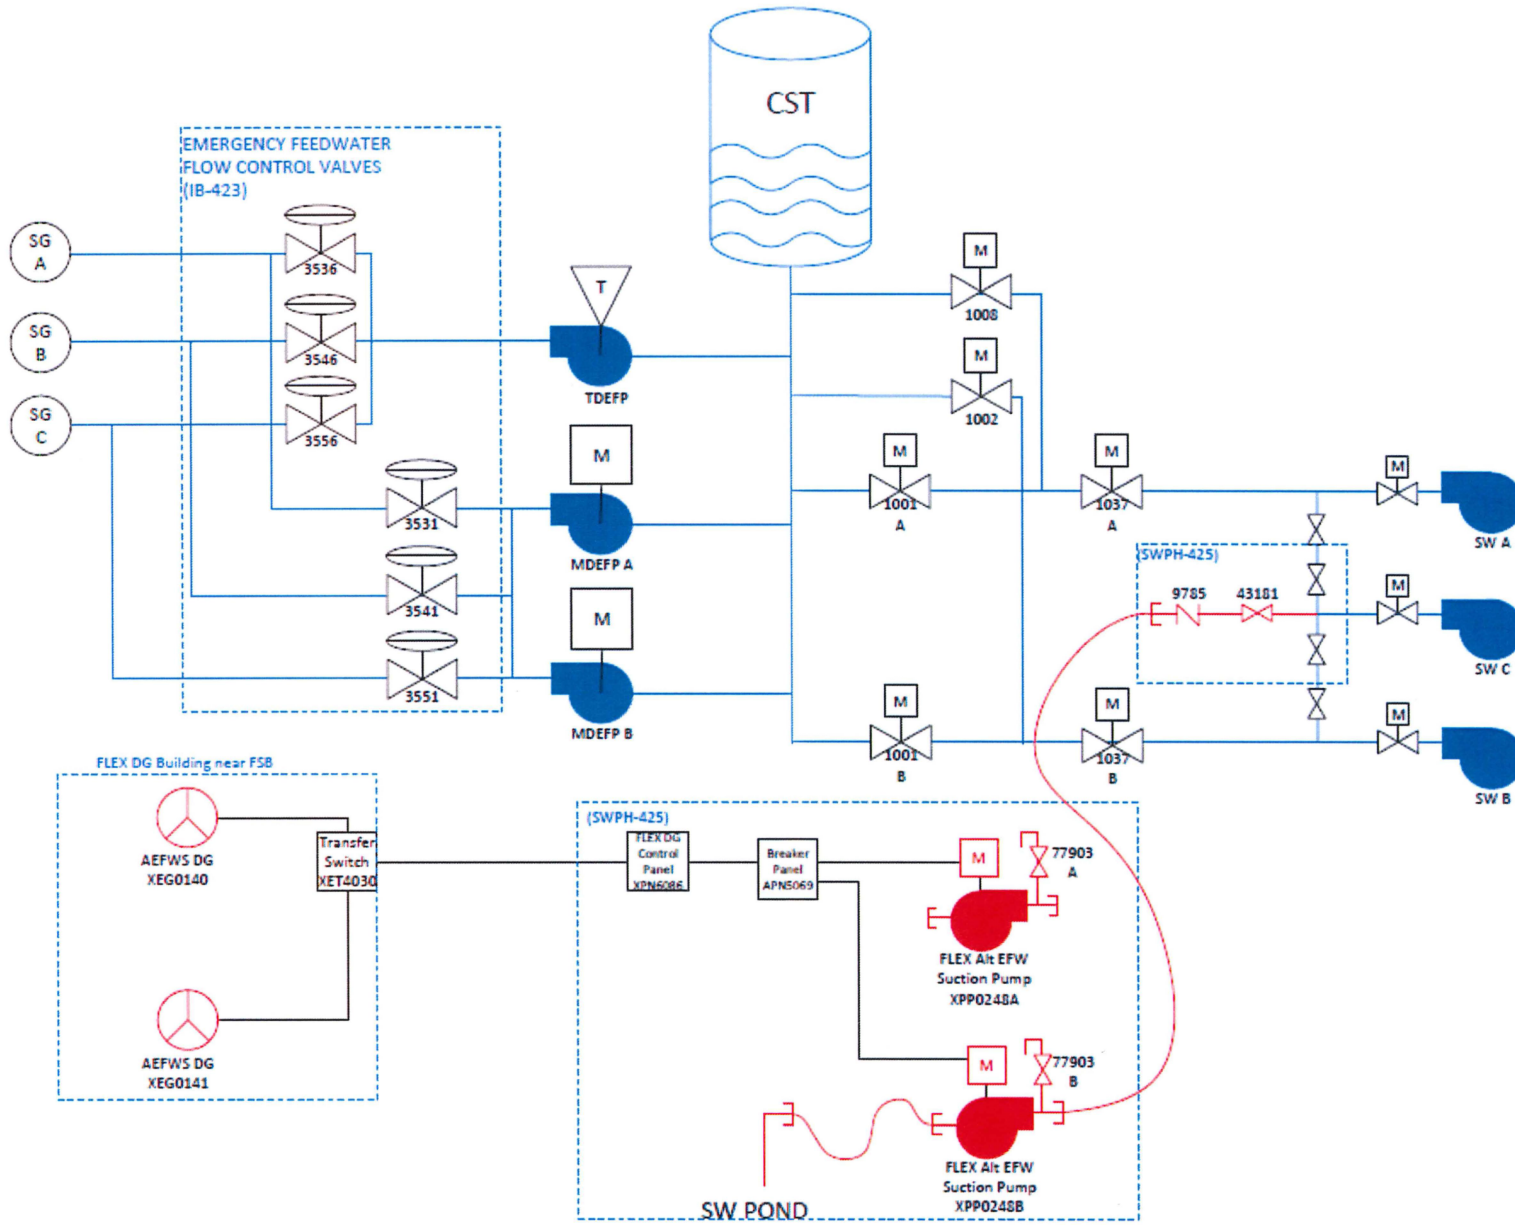 CST
EMERGENCY FEEDWATER
FLOW CONTROL VALVES
(IB-423)
SG
A
3536
T
M
1008
SG
B
3546
TDEFP
M
1002
SG
C
3556
M
M
1001
A
M
1037
A
M
SW A
3531
MDEFP A
(SWPH-425)
9785
43181
M
SW C
3541
M
3551
MDEFP B
M
1001
B
M
1037
B
M
SW B
FLEX DG Building near FSB
AEFWS DG
XEG0140
Transfer
Switch
XET4030
AEFWS DG
XEG0141
(SWPH-425)
FLEX DG
Control
Panel
XPN6086
Breaker
Panel
APN5069
M
77903
A
FLEX Alt EFW
Suction Pump
XPP0248A
M
77903
B
FLEX Alt EFW
Suction Pump
XPP0248B
SW POND